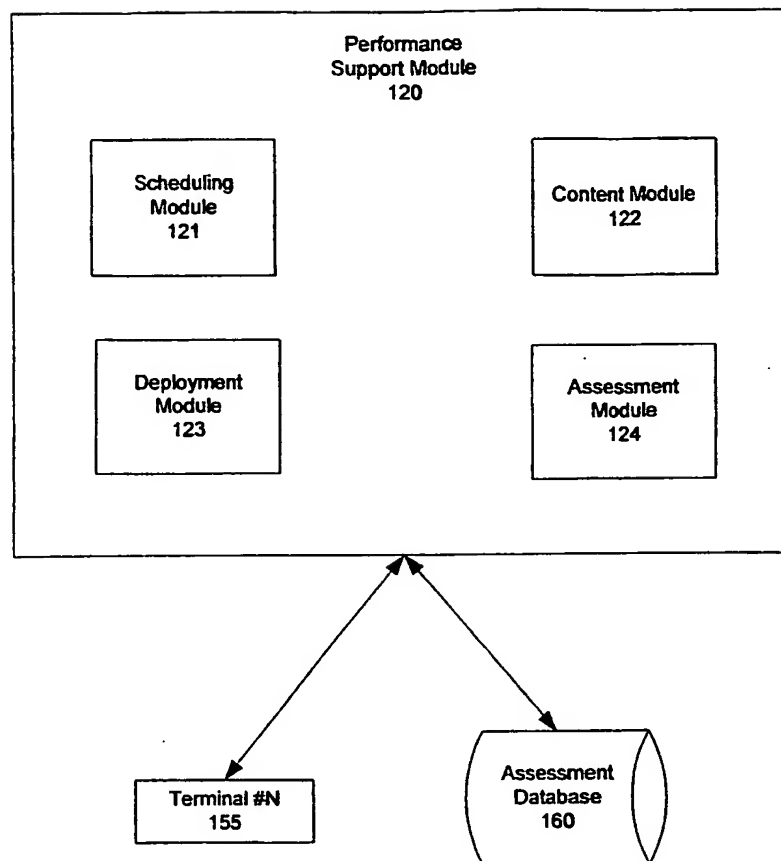 Performance
Support Module
120
Scheduling
Module
121
Content Module
122
Deployment
Module
123
Assessment
Module
124
Terminal #N
155
Assessment
Database
160